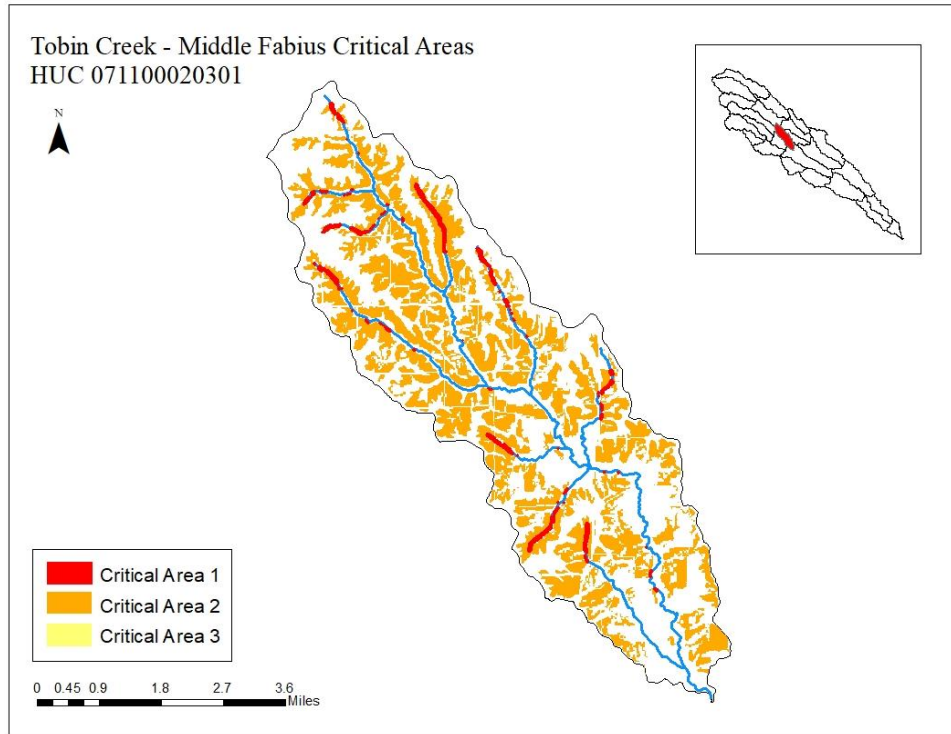 Tobin Creek - Middle Fabius Critical Areas
HUC 071100020301
N
Critical Area 1
Critical Area 2
Critical Area 3
0 0.45 0.9 1.8 2.7 3.6
Miles